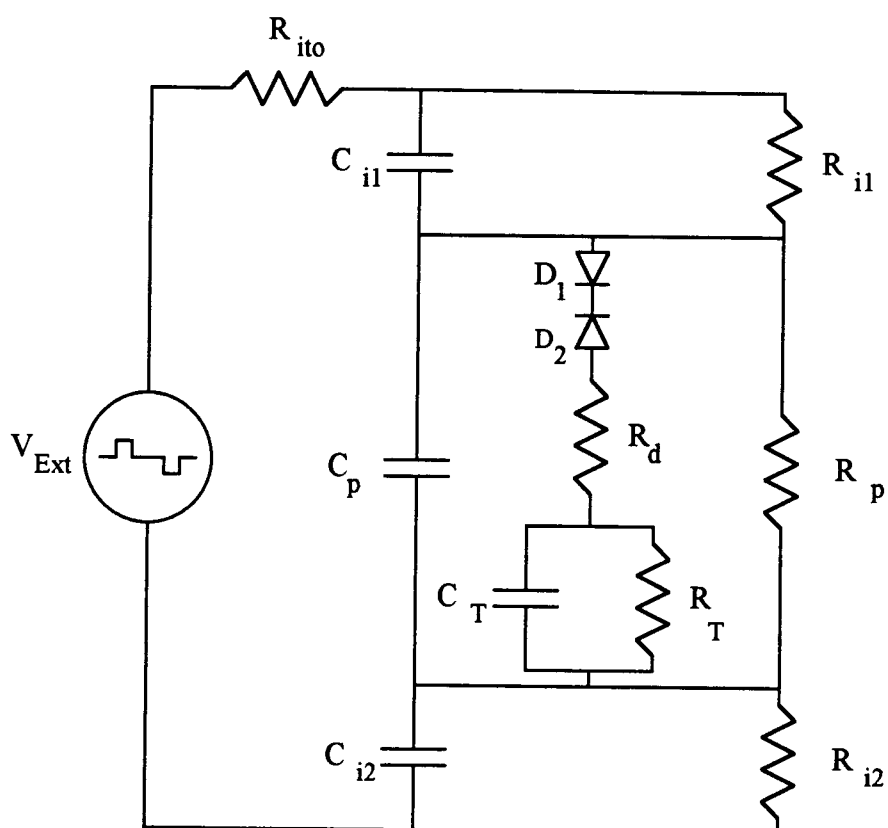 R ito
C i1
R i1
D 1
D 2
V Ext
R d
C p
R p
C T
R T
C i2
R i2